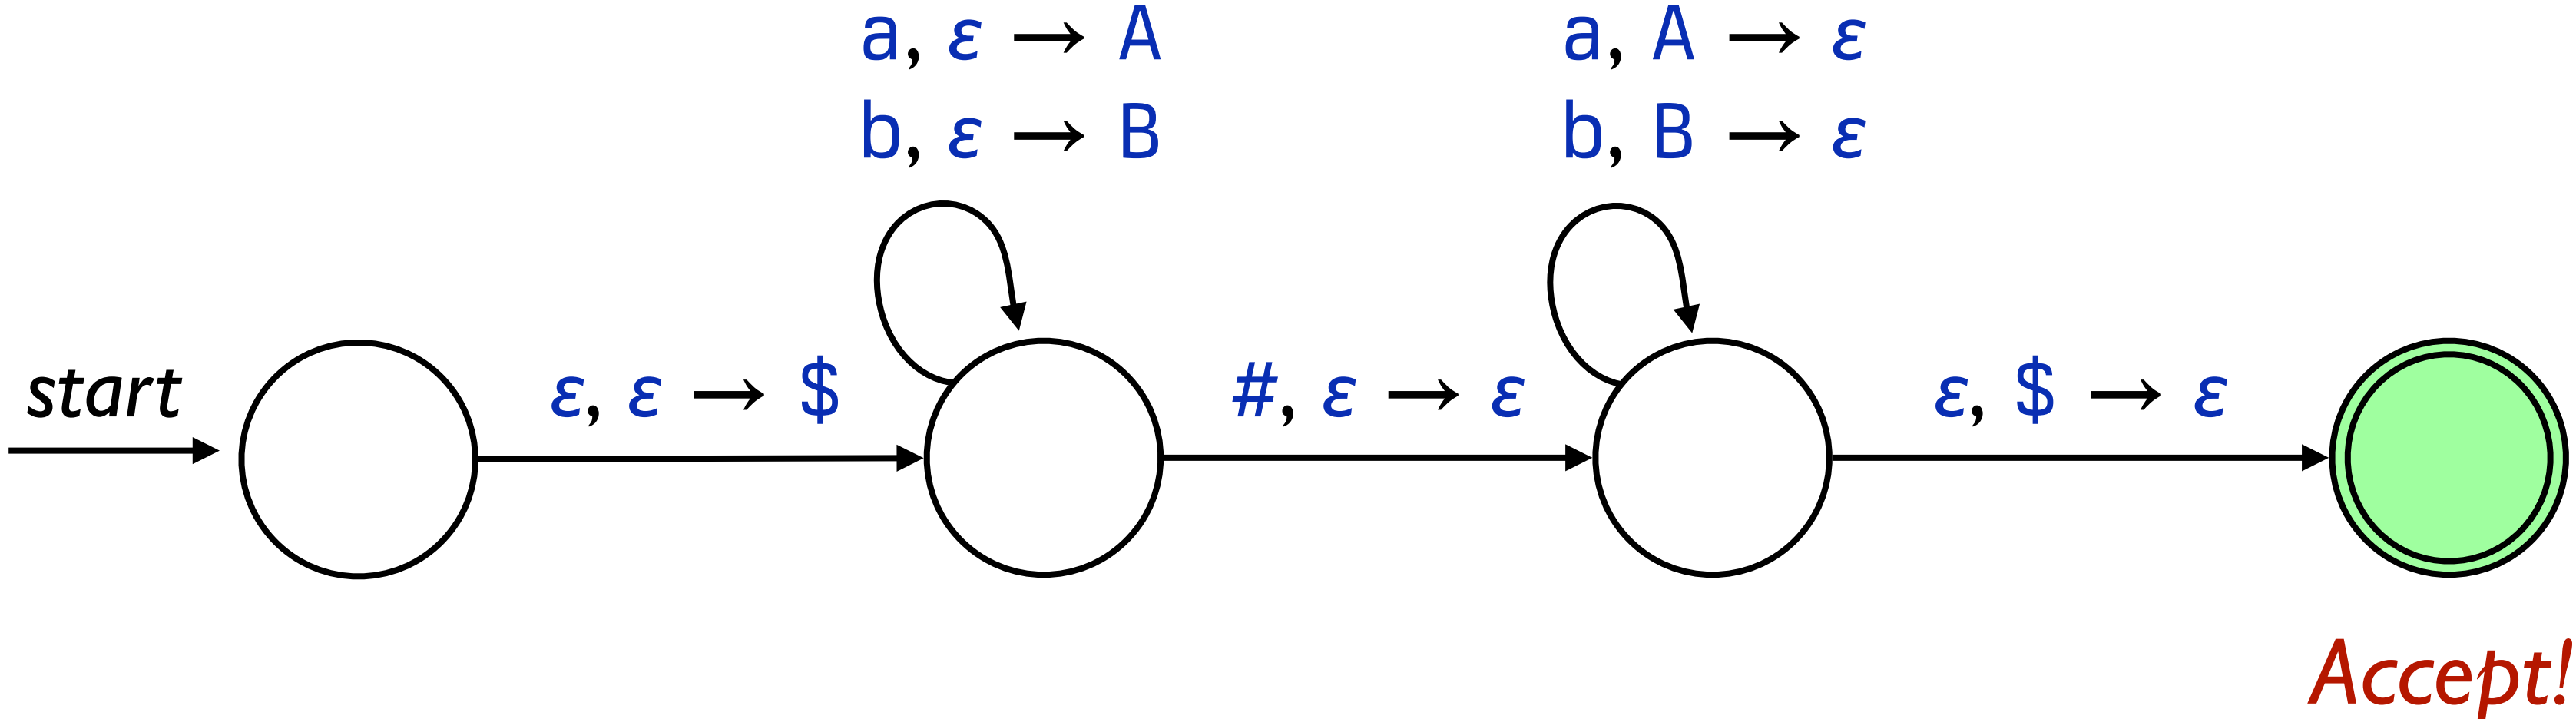 a, ε → A
b, ε → B
a, A → ε
b, B → ε
start
ε, ε → $
#, ε → ε
ε, $ → ε
Accept!